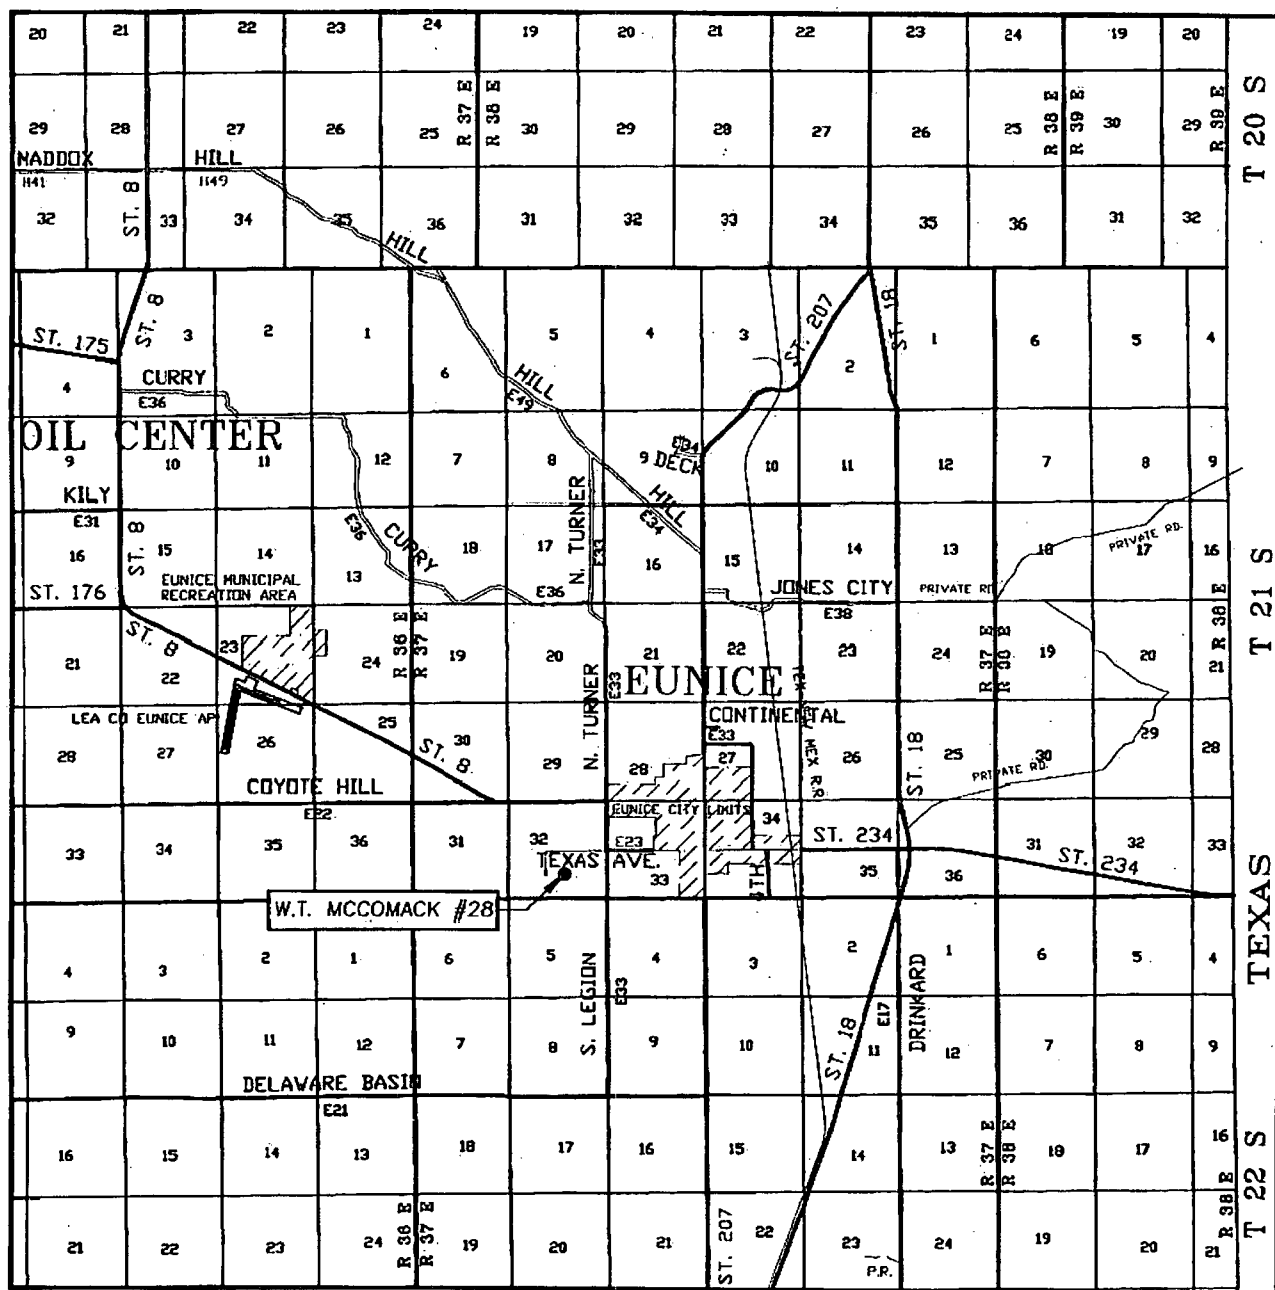 20 21 22 23 24 19 20 21 22 23 24 19 20
29 28 27 26 25 R 37 E R 38 E 30 29 28 27 26 25 R 38 E R 39 E 30 29 R 39 E
T 20 S
MADDOX HILL
H41 H49
32 ST. 8 33 34 35 36 31 32 33 34 35 36 31 32
HILL
ST. 175 ST. 8 3 2 1 5 4 3 ST. 207 ST. 18 1 6 5 4
4 6 2
CURRY
E36
HILL
E49
OIL CENTER
9 10 11 12 7 8 9 10 11 12 7 8 9
E34
DECK
KILY
E31
HILL
E34
N. TURNER
E33
E36
CURRY
16 ST. 8 15 14 13 18 17 16 15 14 13 18 17 16
PRIVATE RD.
T 21 S
EUNICE MUNICIPAL
RECREATION AREA
ST. 176
E36
JONES CITY
E38
PRIVATE RD.
R 36 E R 37 E
R 37 E R 38 E
R 38 E
ST. 8
21 22 23 24 19 20 21 22 23 24 19 20 21
EUNICE
N. TURNER
E33
LEA CO EUNICE AP
CONTINENTAL
E33
MEX R.R
ST. 18
28 27 26 25 30 29 28 27 26 25 30 29 28
ST. 8
PRIVATE RD.
COYOTE HILL
E22
EUNICE CITY LIMITS
33 34 35 36 31 32 33 34 35 36 31 32 33
E23
TEXAS AVE.
ST. 234
ST. 234
4TH
W.T. MCCOMACK #28
TEXAS
4 3 2 1 6 5 4 3 2 1 6 5 4
S. LEGION
E33
DRINKARD
E17
ST. 18
9 10 11 12 7 8 9 10 11 12 7 8 9
DELAWARE BASIN
E21
16 15 14 13 18 17 16 15 14 13 18 17 16
R 37 E R 38 E
T 22 S
R 36 E R 37 E
R 38 E
21 22 23 24 19 20 21 22 23 24 19 20 21
ST. 207
P.R.